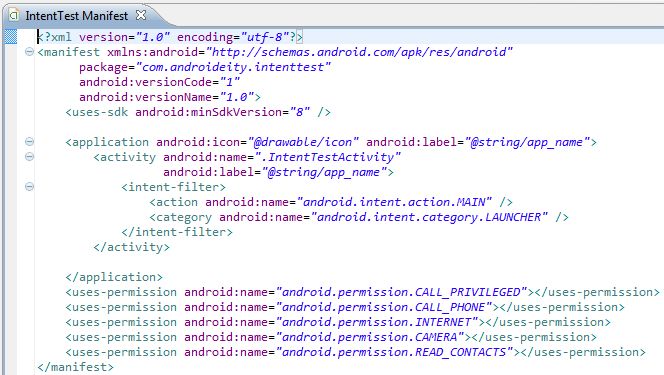 IntentTest Manifest
<?xml version="1.0" encoding="utf-8"?>
<manifest xmlns:android="http://schemas.android.com/apk/res/android"
package="com.androideity.intenttest"
android:versionCode="1"
android:versionName="1.0">
<uses-sdk android:minSdkVersion="8" />
<application android:icon="@drawable/icon" android:label="@string/app_name">
<activity android:name=".IntentTestActivity"
android:label="@string/app_name">
<intent-filter>
<action android:name="android.intent.action.MAIN" />
<category android:name="android.intent.category.LAUNCHER" />
</intent-filter>
</activity>
</application>
<uses-permission android:name="android.permission.CALL_PRIVILEGED"></uses-permission>
<uses-permission android:name="android.permission.CALL_PHONE"></uses-permission>
<uses-permission android:name="android.permission.INTERNET"></uses-permission>
<uses-permission android:name="android.permission.CAMERA"></uses-permission>
<uses-permission android:name="android.permission.READ_CONTACTS"></uses-permission>
</manifest>